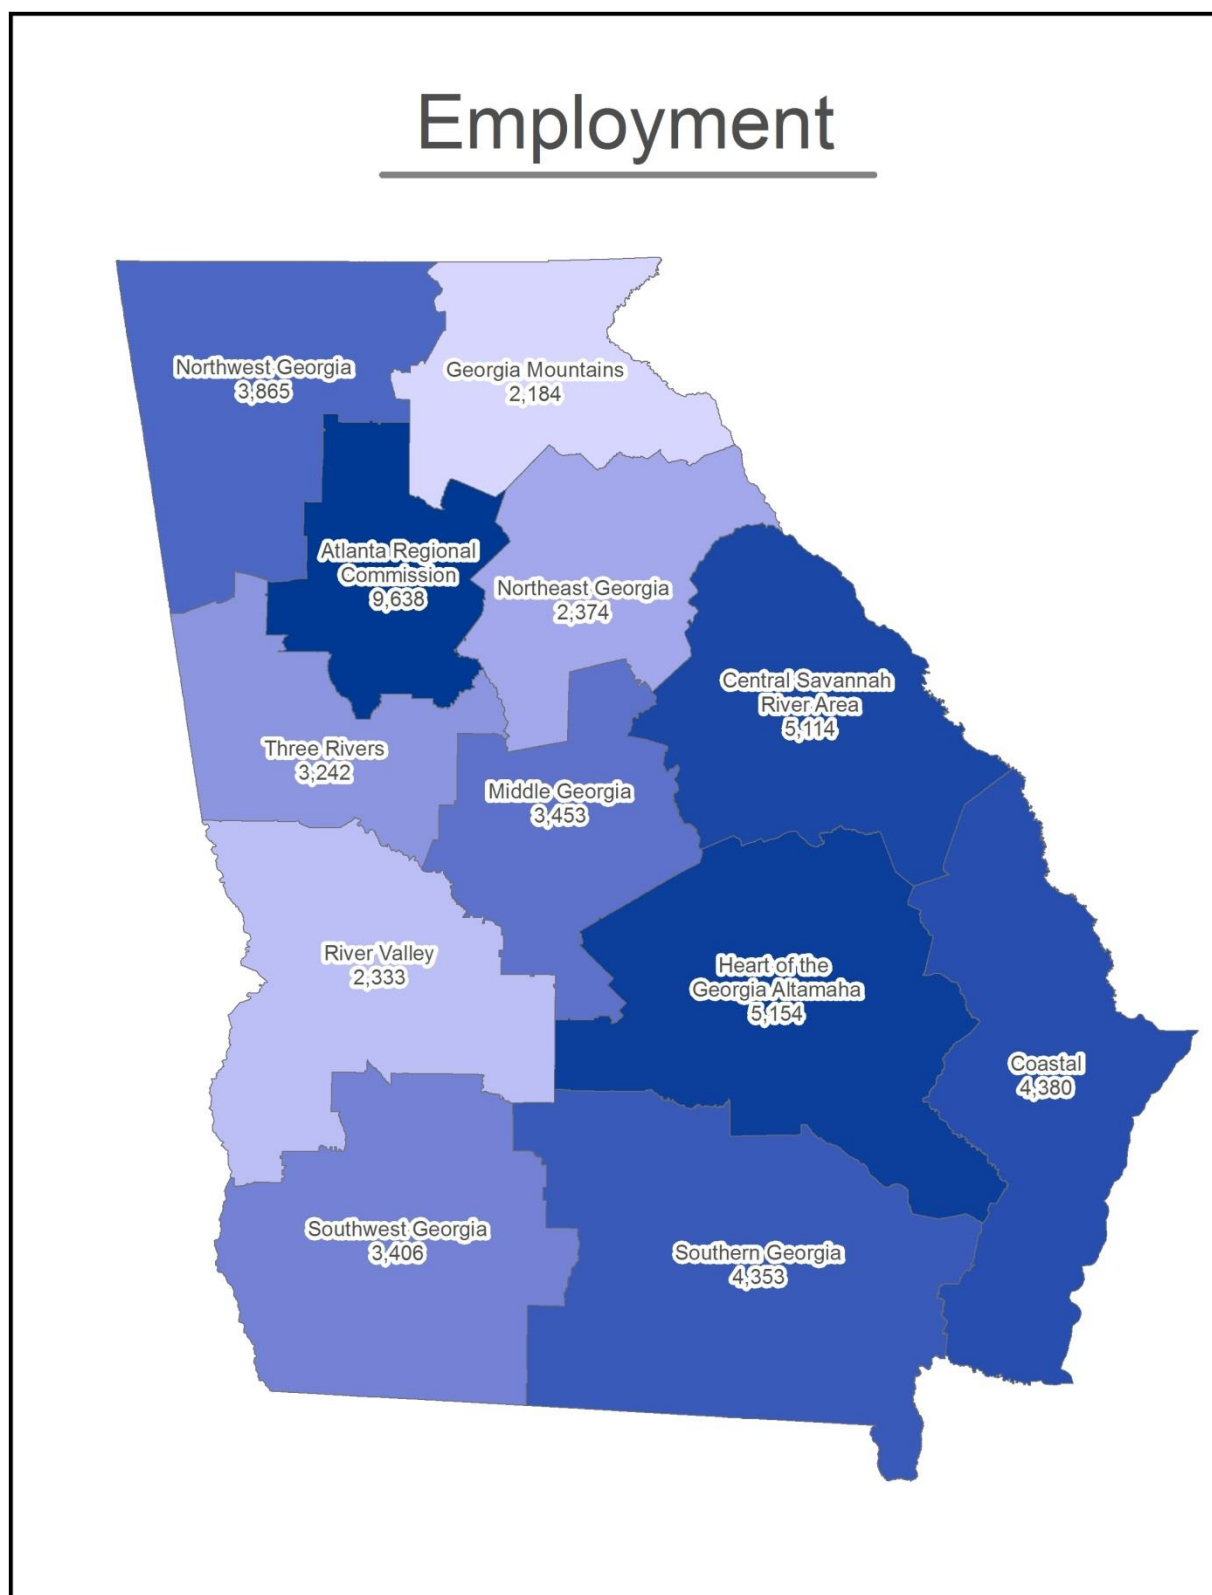 Employment
Northwest Georgia
3,865
Georgia Mountains
2,184
Atlanta Regional
Commission
9,638
Northeast Georgia
2,374
Central Savannah
River Area
5,114
Three Rivers
3,242
Middle Georgia
3,453
River Valley
2,333
Heart of the
Georgia Altamaha
5,154
Coastal
4,380
Southwest Georgia
3,406
Southern Georgia
4,353